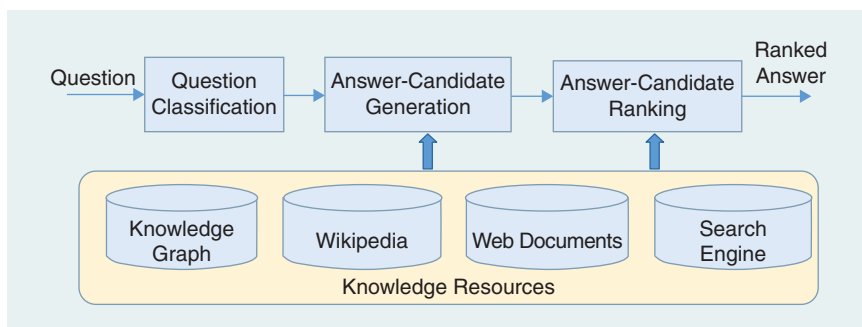 Question
Question
Classification
Answer-Candidate
Generation
Answer-Candidate
Ranking
Ranked
Answer
Knowledge
Graph
Wikipedia
Web Documents
Search
Engine
Knowledge Resources